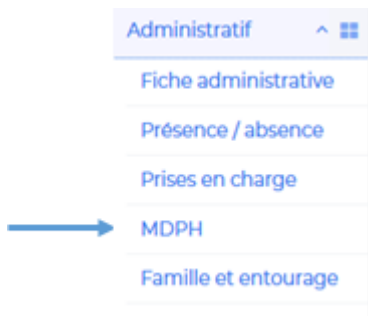 Administratif
Fiche administrative
Présence / absence
Prises en charge
MDPH
Famille et entourage